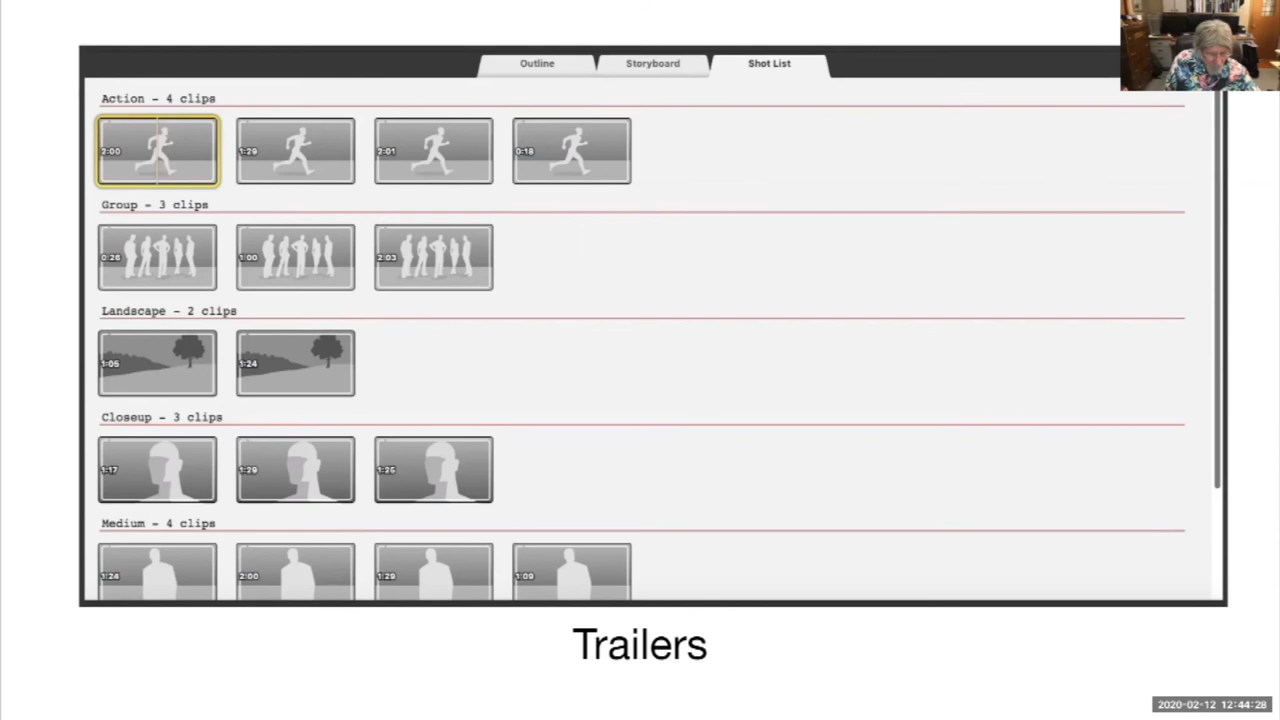 Outline Storyboard Shot List
Action - 4 clips
2:00 1:29 2:01 0:18
Group - 3 clips
0:26 1:00 2:03
Landscape - 2 clips
1:05 1:24
Closeup - 3 clips
1:17 1:29 1:25
Medium - 4 clips
1:24 2:00 1:29 1:09
Trailers
2020-02-12 12:44:28